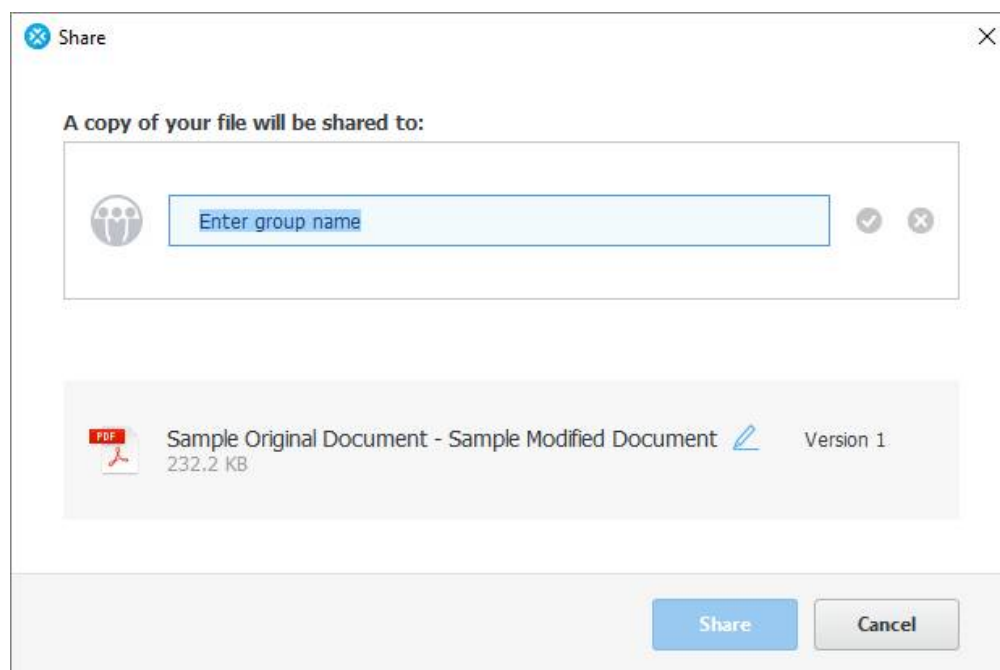 Share
A copy of your file will be shared to:
Enter group name
PDF
Sample Original Document - Sample Modified Document Version 1
232.2 KB
Share Cancel